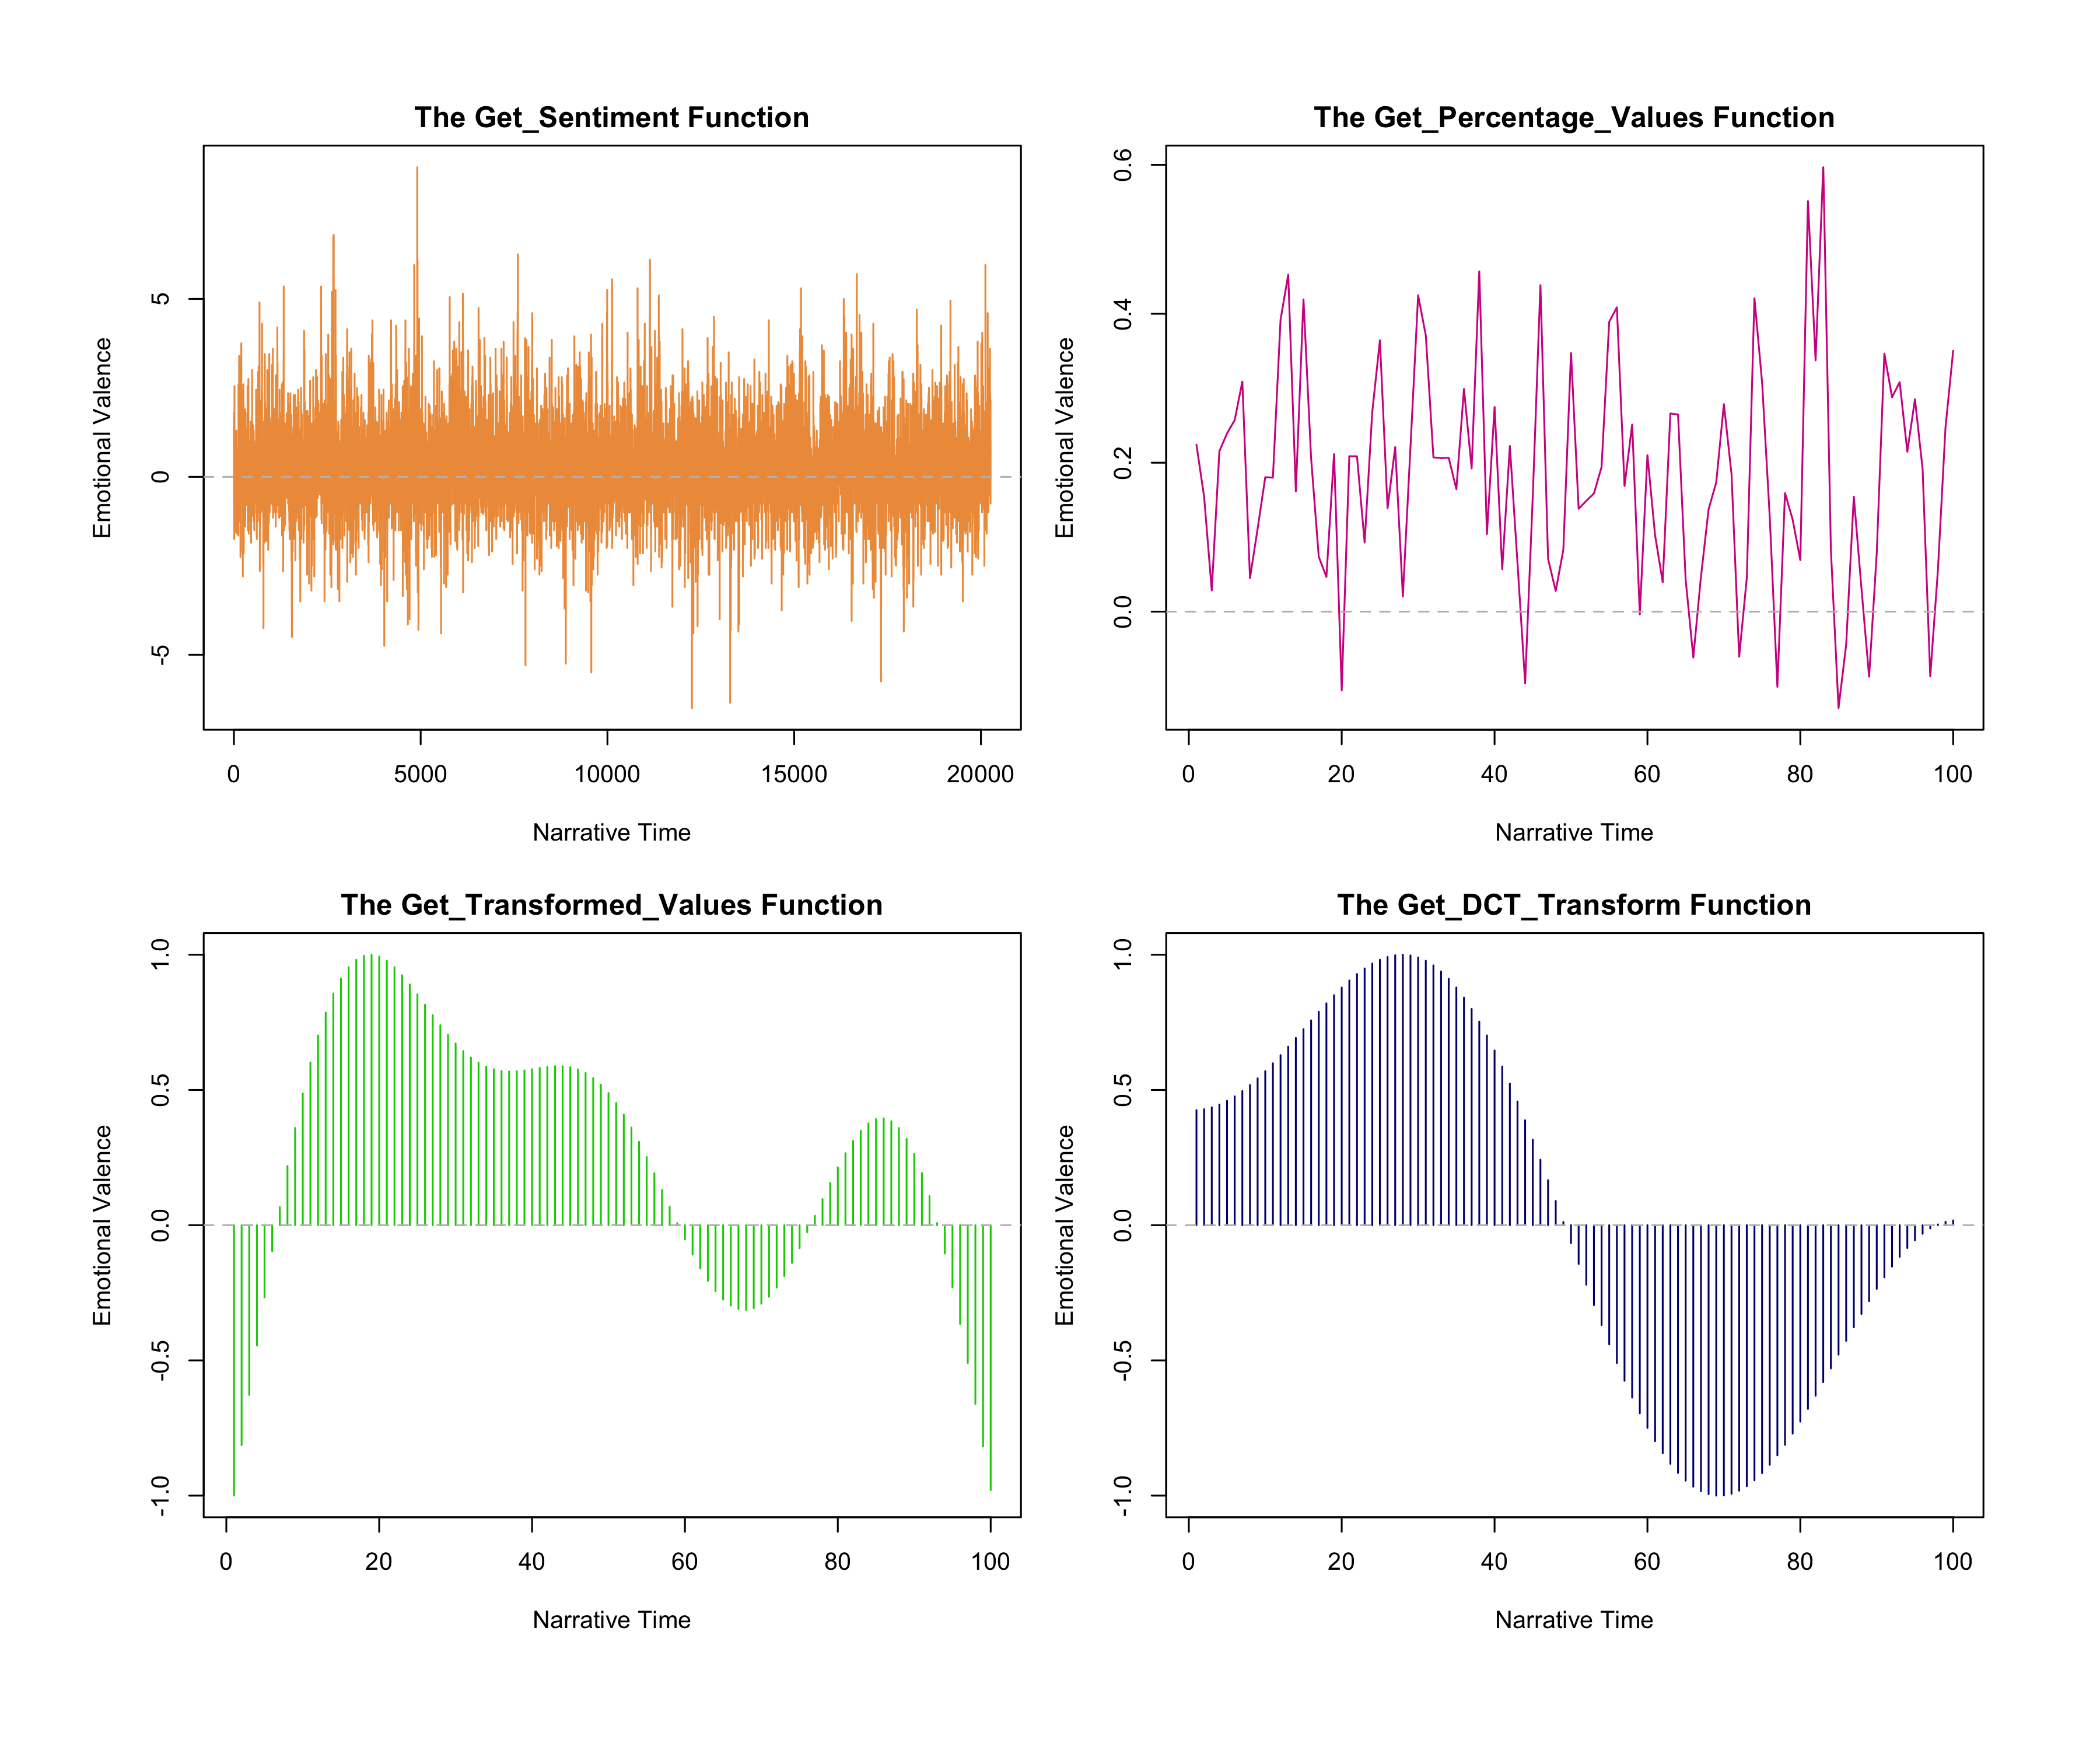 The Get_Sentiment Function
Emotional Valence
5
0
-5
0 5000 10000 15000 20000
Narrative Time
The Get_Percentage_Values Function
Emotional Valence
0.6
0.4
0.2
0.0
0 20 40 60 80 100
Narrative Time
The Get_Transformed_Values Function
Emotional Valence
1.0
0.5
0.0
-0.5
-1.0
0 20 40 60 80 100
Narrative Time
The Get_DCT_Transform Function
Emotional Valence
1.0
0.5
0.0
-0.5
-1.0
0 20 40 60 80 100
Narrative Time